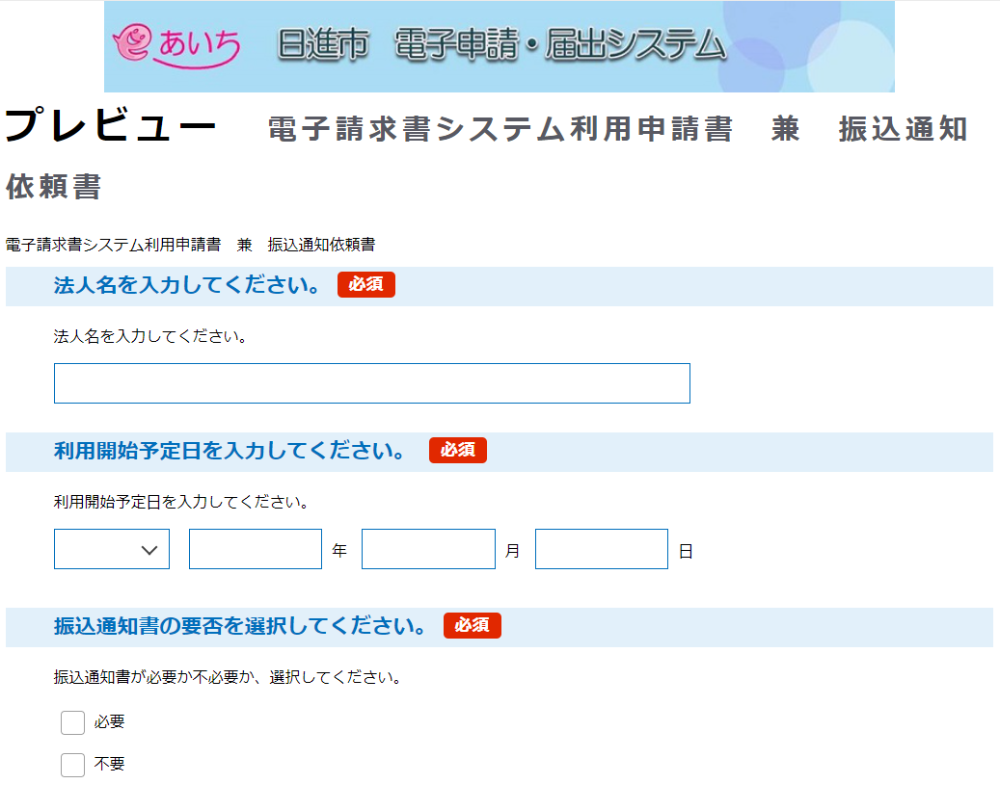 あいち 日進市 電子申請・届出システム
プレビュー 電子請求書システム利用申請書 兼 振込通知
依頼書
電子請求書システム利用申請書 兼 振込通知依頼書
法人名を入力してください。 必須
法人名を入力してください。
利用開始予定日を入力してください。 必須
利用開始予定日を入力してください。
年 月 日
振込通知書の要否を選択してください。 必須
振込通知書が必要か不必要か、選択してください。
必要
不要